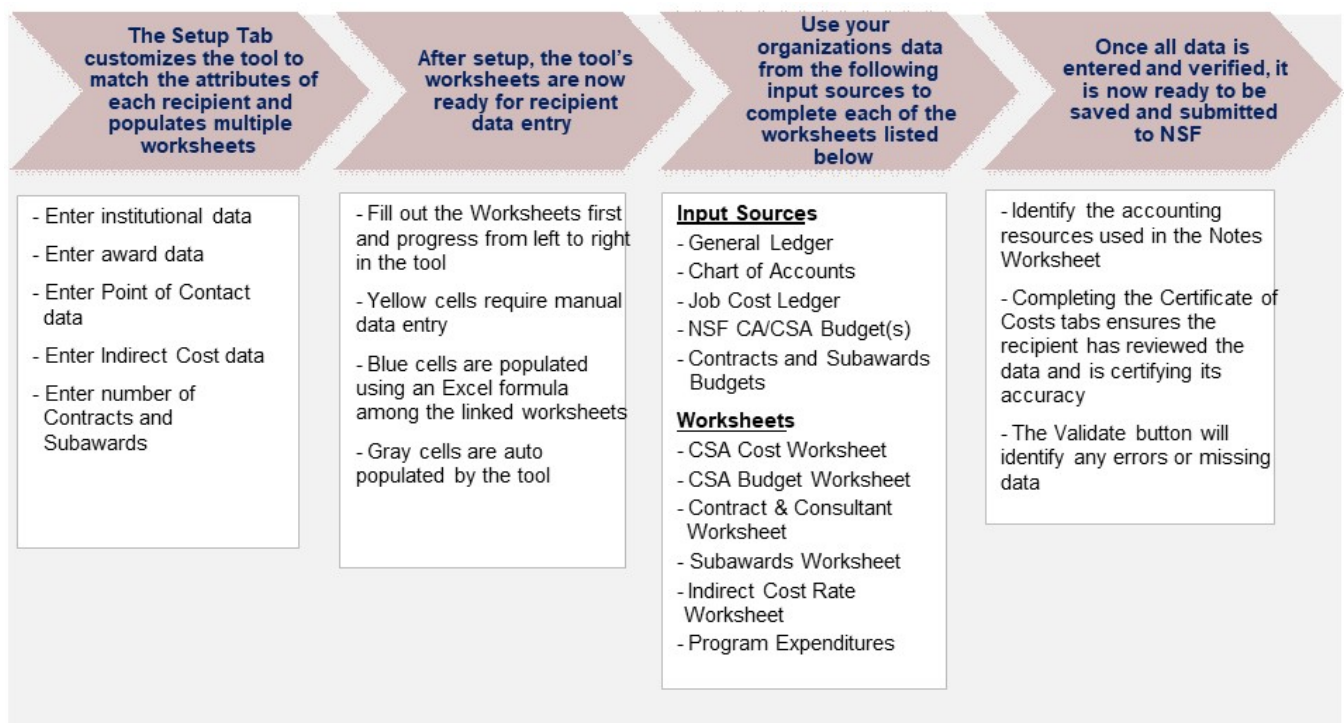 The Setup Tab
customizes the tool to
match the attributes of
each recipient and
populates multiple
worksheets
After setup, the tool's
worksheets are now
ready for recipient
data entry
Use your
organizations data
from the following
input sources to
complete each of the
worksheets listed
below
Once all data is
entered and verified, it
is now ready to be
saved and submitted
to NSF
- Enter institutional data
- Enter award data
- Enter Point of Contact
data
- Enter Indirect Cost data
- Enter number of
Contracts and
Subawards
- Fill out the Worksheets first
and progress from left to right
in the tool
- Yellow cells require manual
data entry
- Blue cells are populated
using an Excel formula
among the linked worksheets
- Gray cells are auto
populated by the tool
Input Sources
- General Ledger
- Chart of Accounts
- Job Cost Ledger
- NSF CA/CSA Budget(s)
- Contracts and Subawards
Budgets
Worksheets
- CSA Cost Worksheet
- CSA Budget Worksheet
- Contract & Consultant
Worksheet
- Subawards Worksheet
- Indirect Cost Rate
Worksheet
- Program Expenditures
- Identify the accounting
resources used in the Notes
Worksheet
- Completing the Certificate of
Costs tabs ensures the
recipient has reviewed the
data and is certifying its
accuracy
- The Validate button will
identify any errors or missing
data